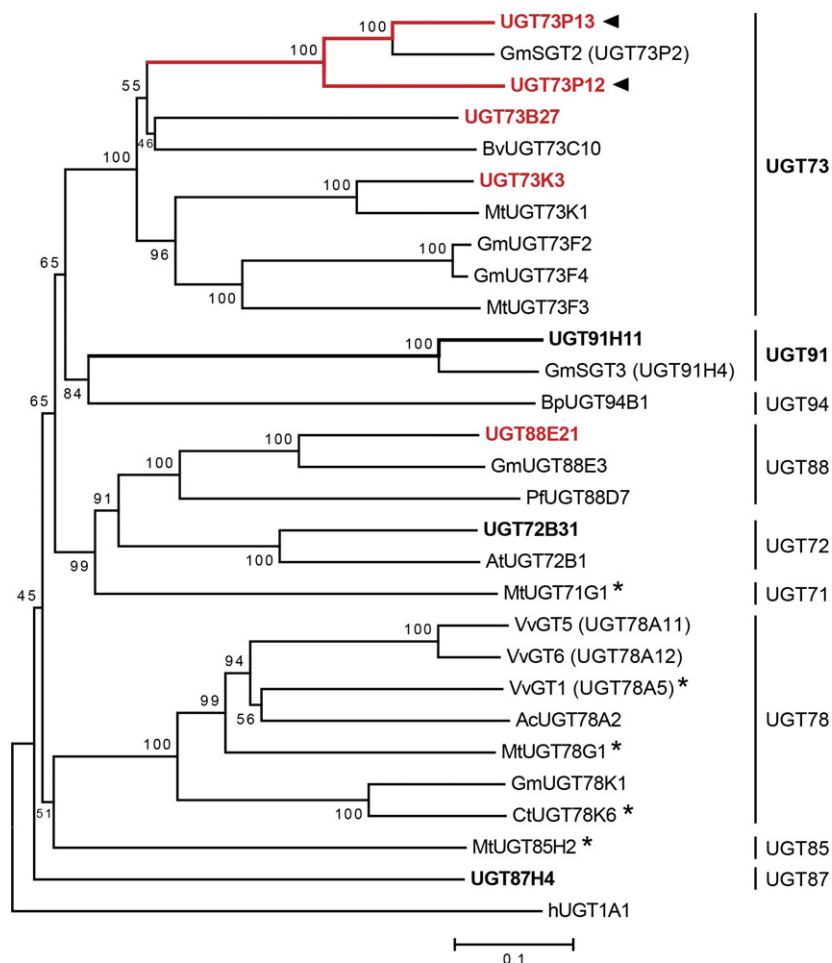 UGT73P13
100
100
GmSGT2 (UGT73P2)
UGT73P12
55
UGT73B27
46
BvUGT73C10
100
UGT73
UGT73K3
100
MtUGT73K1
GmUGT73F2
96
100
GmUGT73F4
65
100
MtUGT73F3
UGT91H11
100
UGT91
GmSGT3 (UGT91H4)
84
BpUGT94B1
UGT94
65
UGT88E21
100
GmUGT88E3
UGT88
100
PfUGT88D7
91
UGT72B31
UGT72
100
AtUGT72B1
99
MtUGT71G1 *
UGT71
45
VvGT5 (UGT78A11)
100
VvGT6 (UGT78A12)
94
VvGT1 (UGT78A5) *
99
56
AcUGT78A2
UGT78
100
MtUGT78G1 *
GmUGT78K1
100
CtUGT78K6 *
51
MtUGT85H2 *
UGT85
UGT87H4
UGT87
hUGT1A1
0.1